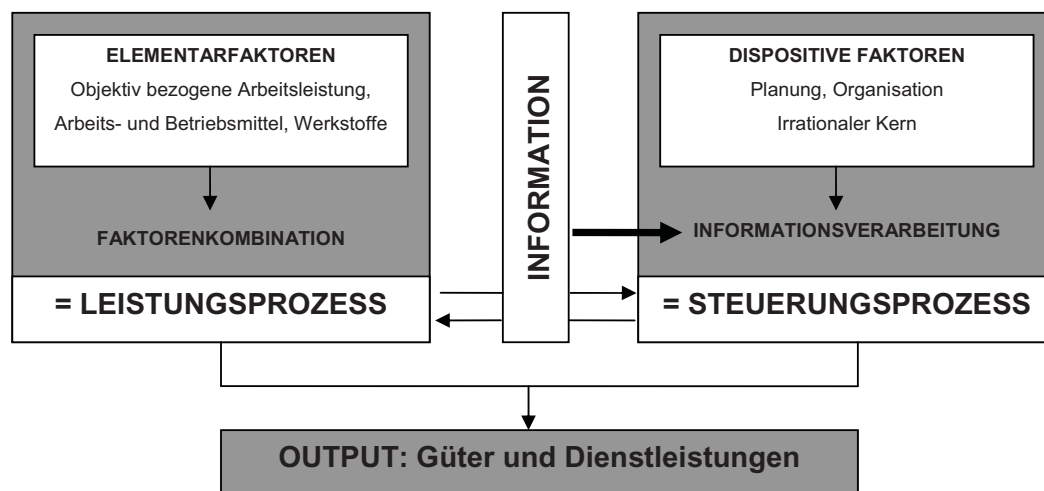 ELEMENTARFAKTOREN
Objektiv bezogene Arbeitsleistung,
Arbeits- und Betriebsmittel, Werkstoffe
FAKTORENKOMBINATION
= LEISTUNGSPROZESS
INFORMATION
DISPOSITIVE FAKTOREN
Planung, Organisation
Irrationaler Kern
INFORMATIONSVERARBEITUNG
= STEUERUNGSPROZESS
OUTPUT: Güter und Dienstleistungen